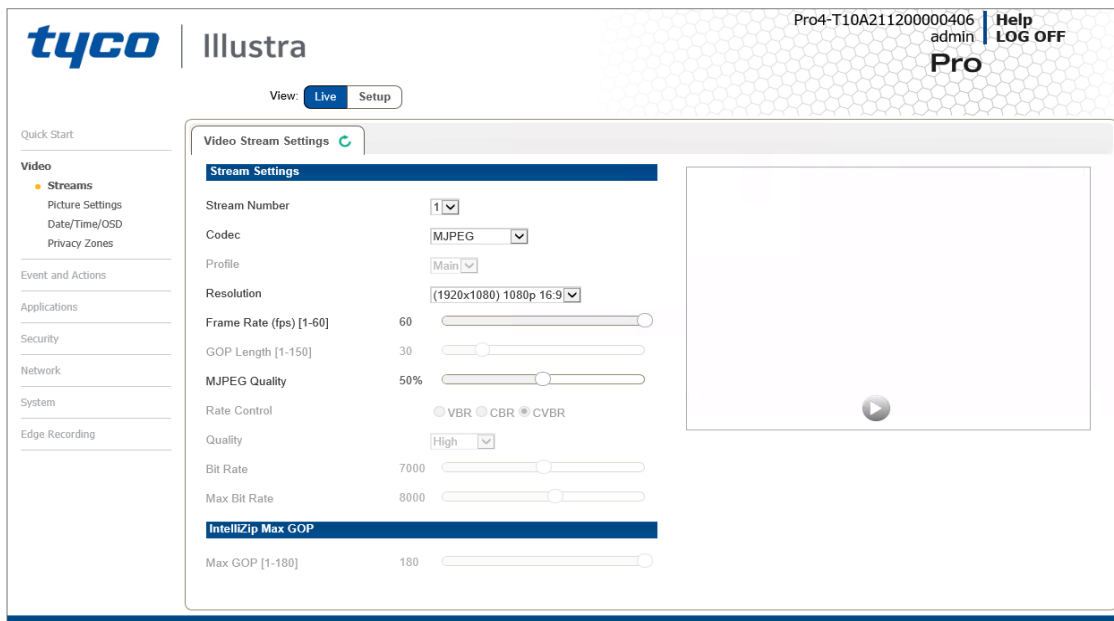 tyco
Illustra
Pro4-T10A211200000406
admin
Help
LOG OFF
Pro
View: Live Setup
Quick Start
Video
Streams
Picture Settings
Date/Time/OSD
Privacy Zones
Event and Actions
Applications
Security
Network
System
Edge Recording
Video Stream Settings
Stream Settings
Stream Number 1
Codec MJPEG
Profile Main
Resolution (1920x1080) 1080p 16:9
Frame Rate (fps) [1-60] 60
GOP Length [1-150] 30
MJPEG Quality 50%
Rate Control VBR CBR CVBR
Quality High
Bit Rate 7000
Max Bit Rate 8000
IntelliZip Max GOP
Max GOP [1-180] 180